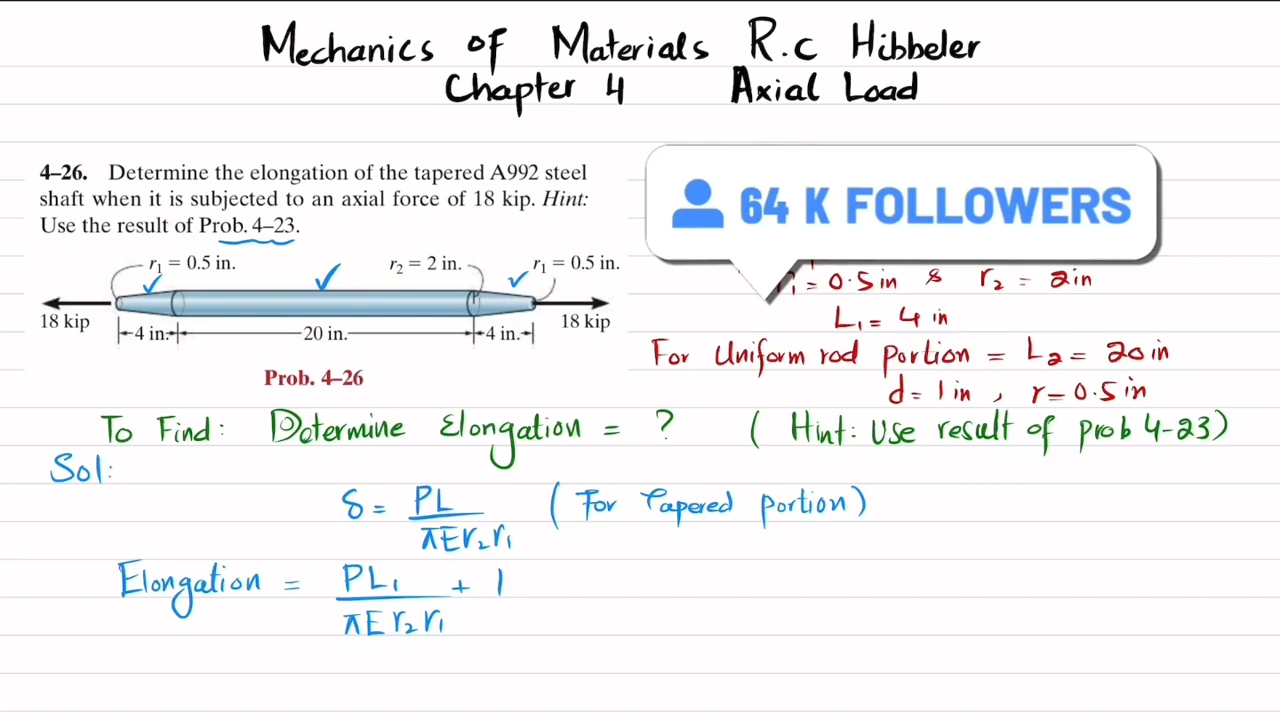 Mechanics of Materials R.c Hibbeler
Chapter 4 Axial Load
4–26. Determine the elongation of the tapered A992 steel
shaft when it is subjected to an axial force of 18 kip. Hint:
Use the result of Prob. 4–23.
r₁ = 0.5 in.
r₂ = 2 in.
r₁ = 0.5 in.
18 kip
4 in.
20 in.
4 in.
18 kip
Prob. 4–26
64 K FOLLOWERS
= 0.5 in & r₂ = 2in
L₁ = 4 in
For Uniform rod portion = L₂ = 20 in
d = 1 in , r = 0.5 in
To Find: Determine Elongation = ? ( Hint: Use result of prob 4-23)
Sol:
δ = PL / πEr₂r₁ ( For Tapered portion )
Elongation = PL₁ / πEr₂r₁ + 1